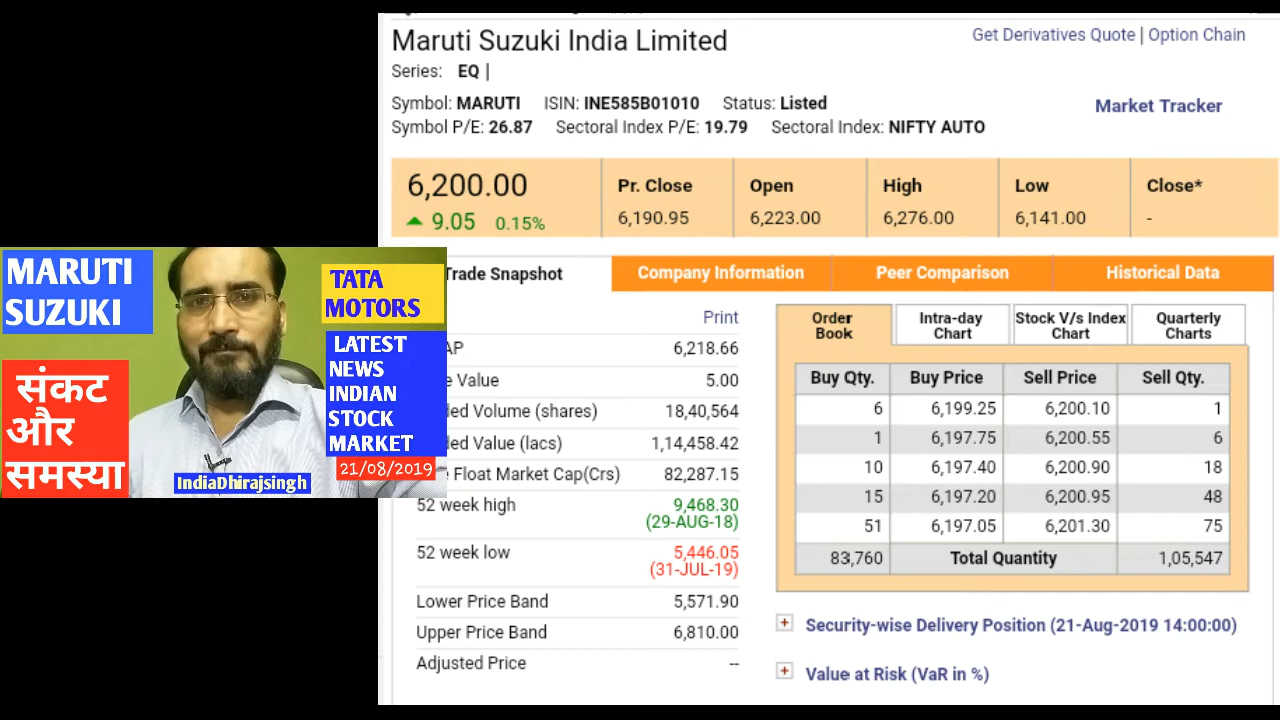 Maruti Suzuki India Limited
Get Derivatives Quote | Option Chain
Series: EQ |
Symbol: MARUTI ISIN: INE585B01010 Status: Listed
Market Tracker
Symbol P/E: 26.87 Sectoral Index P/E: 19.79 Sectoral Index: NIFTY AUTO
6,200.00 Pr. Close Open High Low Close*
9.05 0.15% 6,190.95 6,223.00 6,276.00 6,141.00 -
MARUTI
SUZUKI
संकट
और
समस्या
TATA
MOTORS
LATEST
NEWS
INDIAN
STOCK
MARKET
21/08/2019
IndiaDhirajsingh
Trade Snapshot Company Information Peer Comparison Historical Data
Print
AP 6,218.66
e Value 5.00
ded Volume (shares) 18,40,564
ded Value (lacs) 1,14,458.42
Float Market Cap(Crs) 82,287.15
52 week high 9,468.30
(29-AUG-18)
52 week low 5,446.05
(31-JUL-19)
Lower Price Band 5,571.90
Upper Price Band 6,810.00
Adjusted Price --
Order Intra-day Stock V/s Index Quarterly
Book Chart Chart Charts
Buy Qty. Buy Price Sell Price Sell Qty.
6 6,199.25 6,200.10 1
1 6,197.75 6,200.55 6
10 6,197.40 6,200.90 18
15 6,197.20 6,200.95 48
51 6,197.05 6,201.30 75
83,760 Total Quantity 1,05,547
+ Security-wise Delivery Position (21-Aug-2019 14:00:00)
+ Value at Risk (VaR in %)